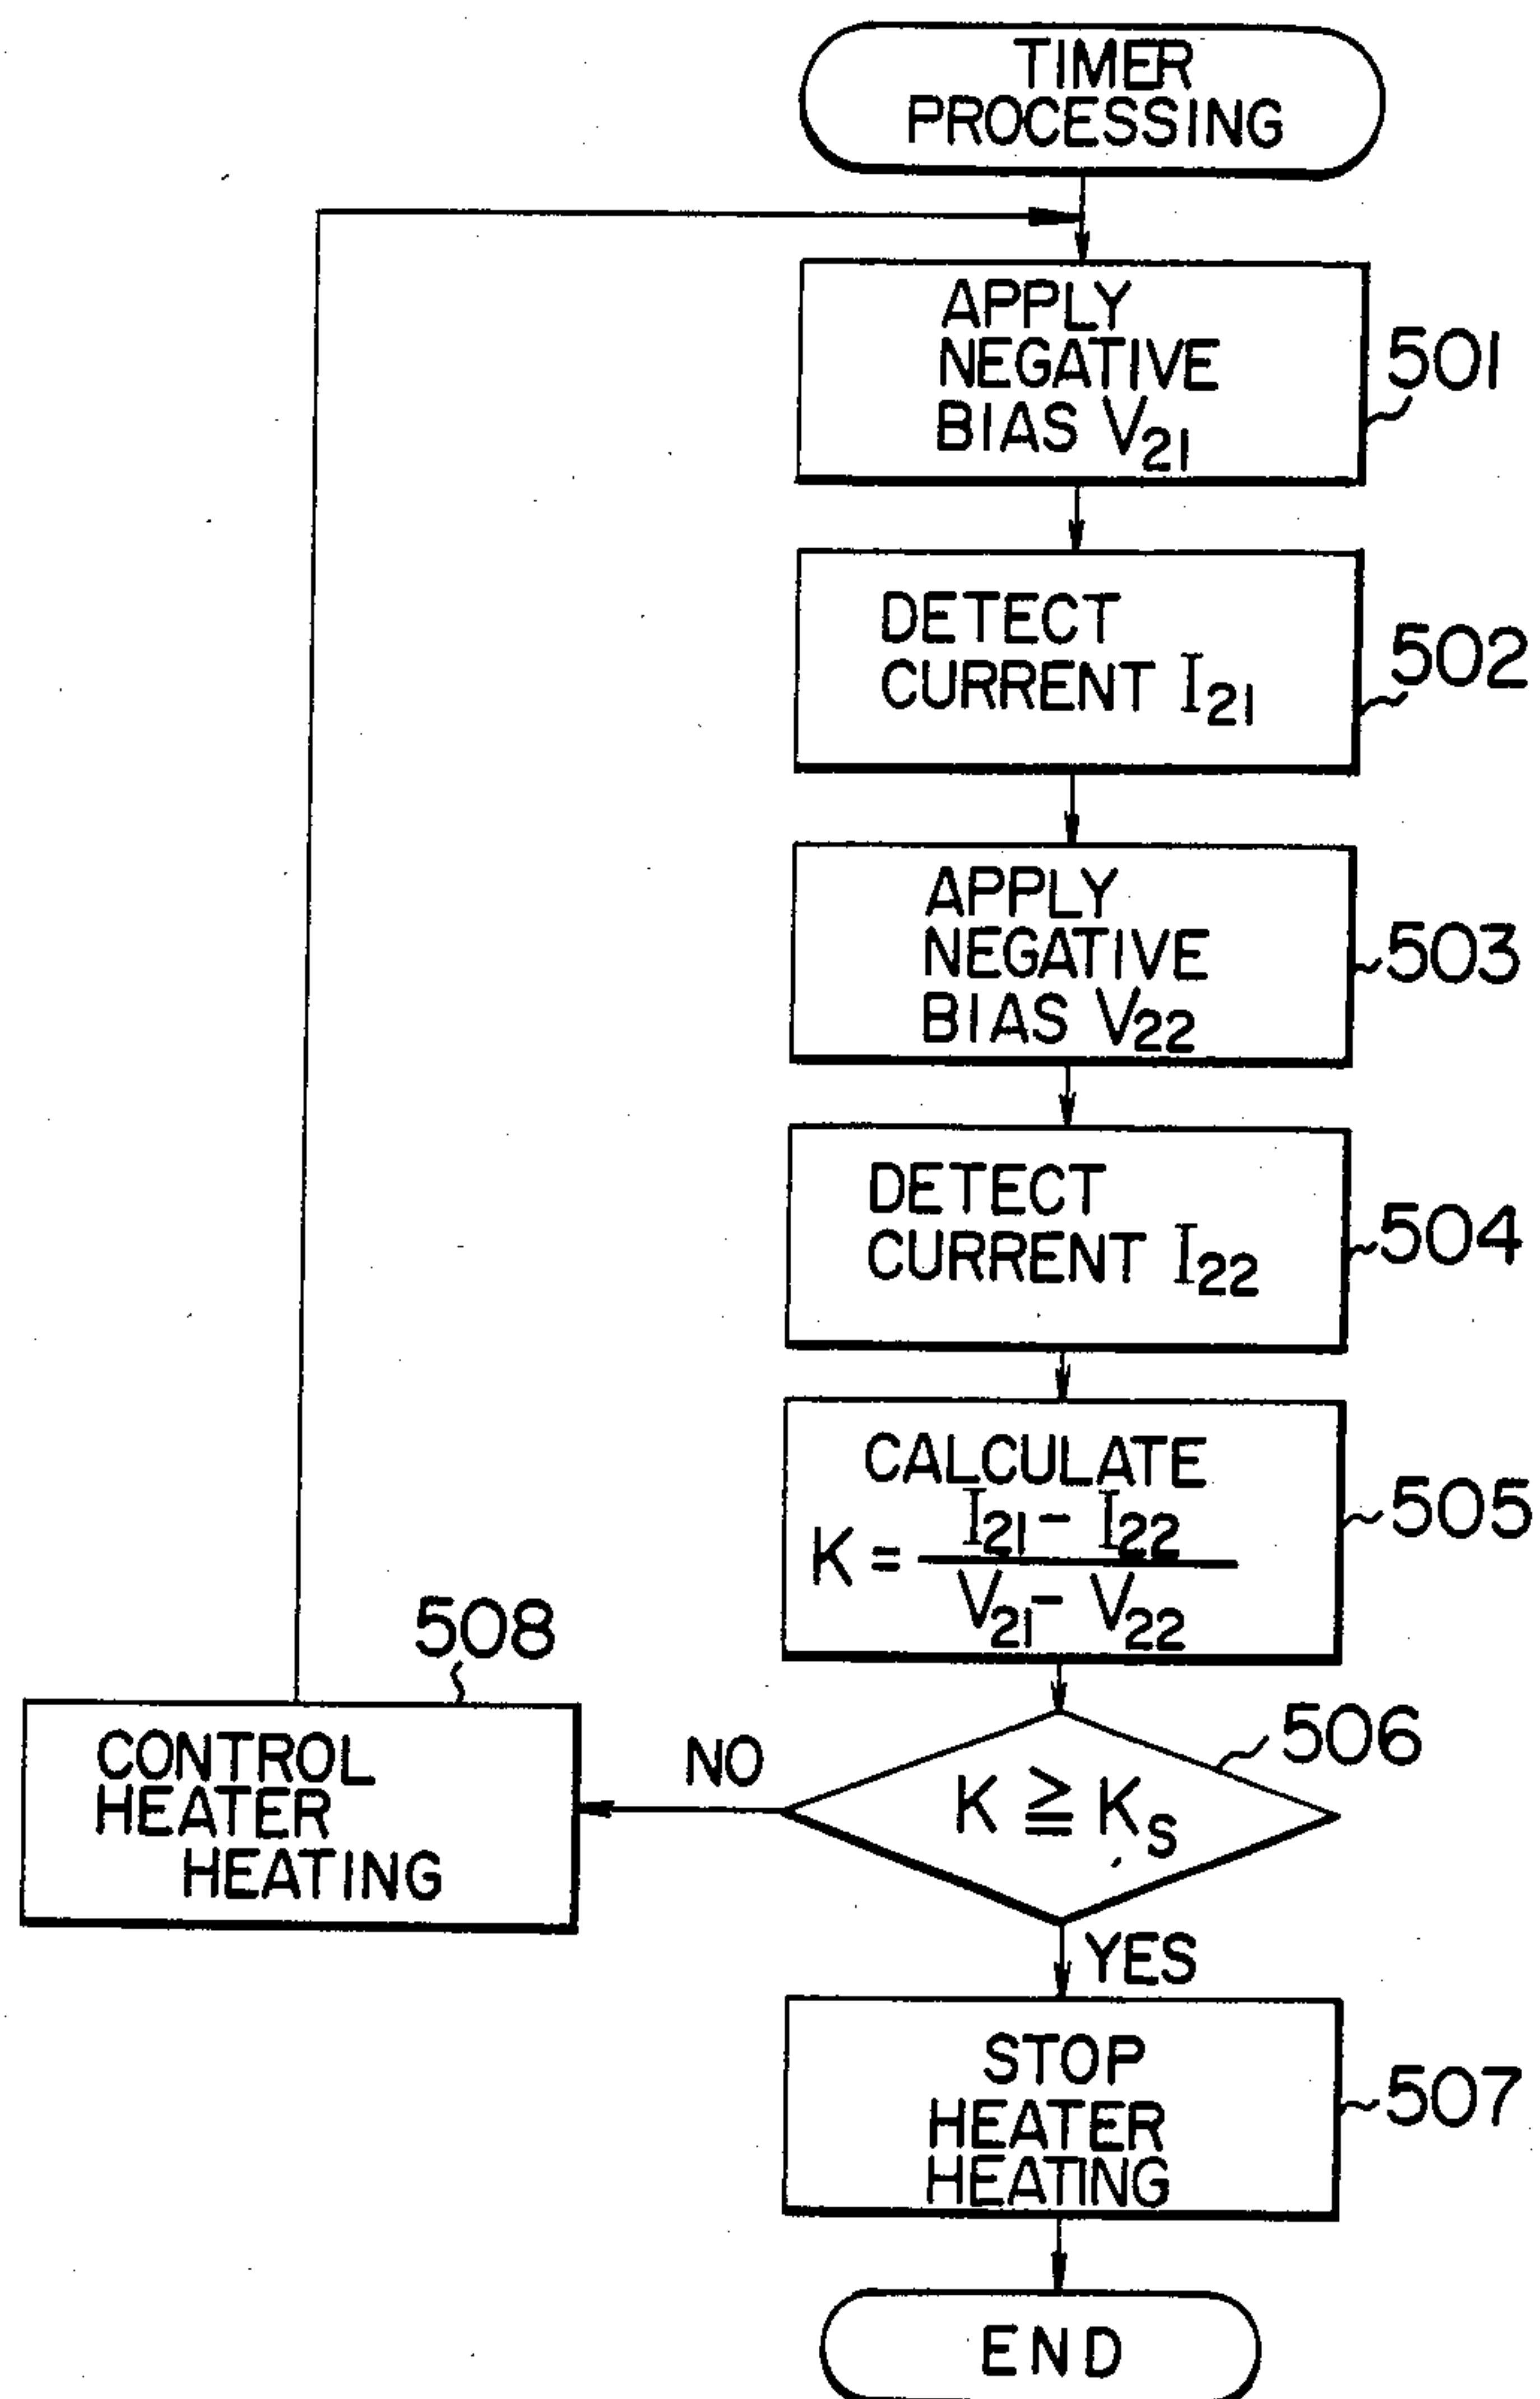 TIMER
PROCESSING
APPLY
NEGATIVE
BIAS V21
501
DETECT
CURRENT I21
502
APPLY
NEGATIVE
BIAS V22
503
DETECT
CURRENT I22
504
CALCULATE
K = I21 - I22 / V21 - V22
505
508
CONTROL
HEATER
HEATING
NO
K ≧ KS
506
YES
STOP
HEATER
HEATING
507
END